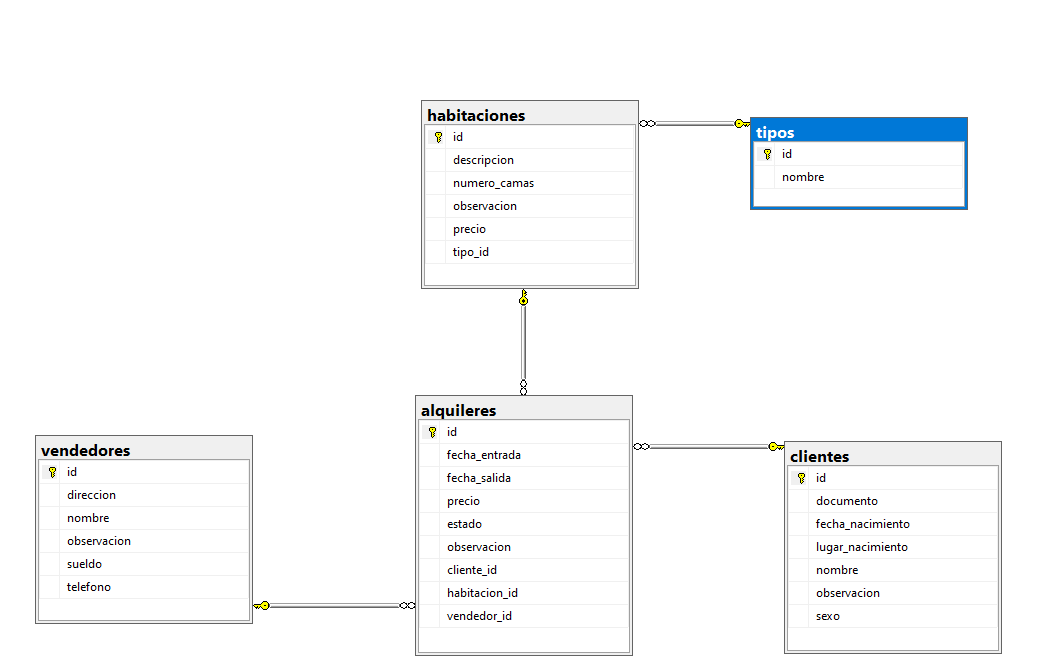 habitaciones
id
descripcion
numero_camas
observacion
precio
tipo_id
tipos
id
nombre
alquileres
id
fecha_entrada
fecha_salida
precio
estado
observacion
cliente_id
habitacion_id
vendedor_id
vendedores
id
direccion
nombre
observacion
sueldo
telefono
clientes
id
documento
fecha_nacimiento
lugar_nacimiento
nombre
observacion
sexo